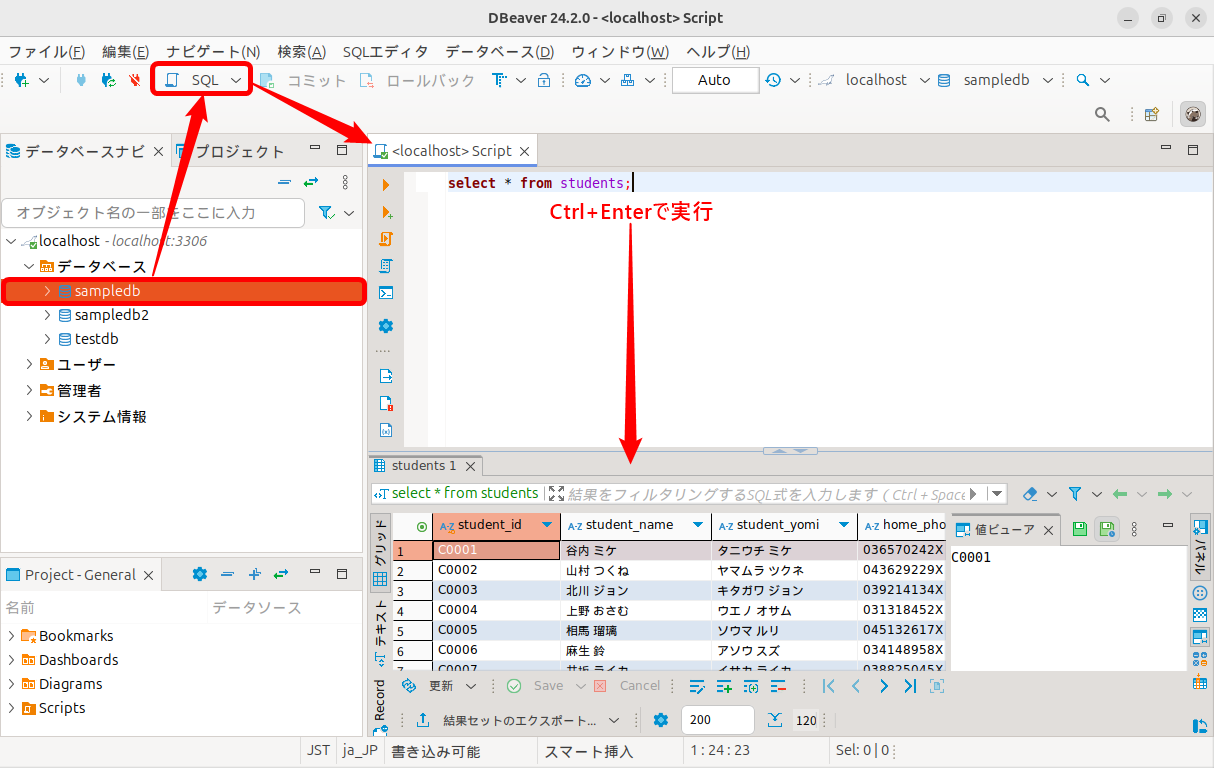 DBeaver 24.2.0 - <localhost> Script
ファイル(F) 編集(E) ナビゲート(N) 検索(A) SQLエディタ データベース(D) ウィンドウ(W) ヘルプ(H)
SQL コミット ロールバック T Auto localhost sampledb
データベースナビ プロジェクト
<localhost> Script
オブジェクト名の一部をここに入力
localhost - localhost:3306
データベース
sampledb
sampledb2
testdb
ユーザー
管理者
システム情報
select * from students;
Ctrl+Enterで実行
students 1
select * from students 結果をフィルタリングするSQL式を入力します ( Ctrl + Space
グリッド
テキスト
Record
student_id student_name student_yomi home_pho
1 C0001 谷内 ミケ タニウチ ミケ 036570242X
2 C0002 山村 つくね ヤマムラ ツクネ 043629229X
3 C0003 北川 ジョン キタガワ ジョン 039214134X
4 C0004 上野 おさむ ウエノ オサム 031318452X
5 C0005 相馬 瑠璃 ソウマ ルリ 045132617X
6 C0006 麻生 鈴 アソウ スズ 034148958X
7 C0007 井坂 ライカ イサカ ライカ 038825045X
値ビューア
C0001
パネル
更新 Save Cancel
結果セットのエクスポート... 200 120
Project - General
名前 データソース
Bookmarks
Dashboards
Diagrams
Scripts
JST ja_JP 書き込み可能 スマート挿入 1 : 24 : 23 Sel: 0 | 0